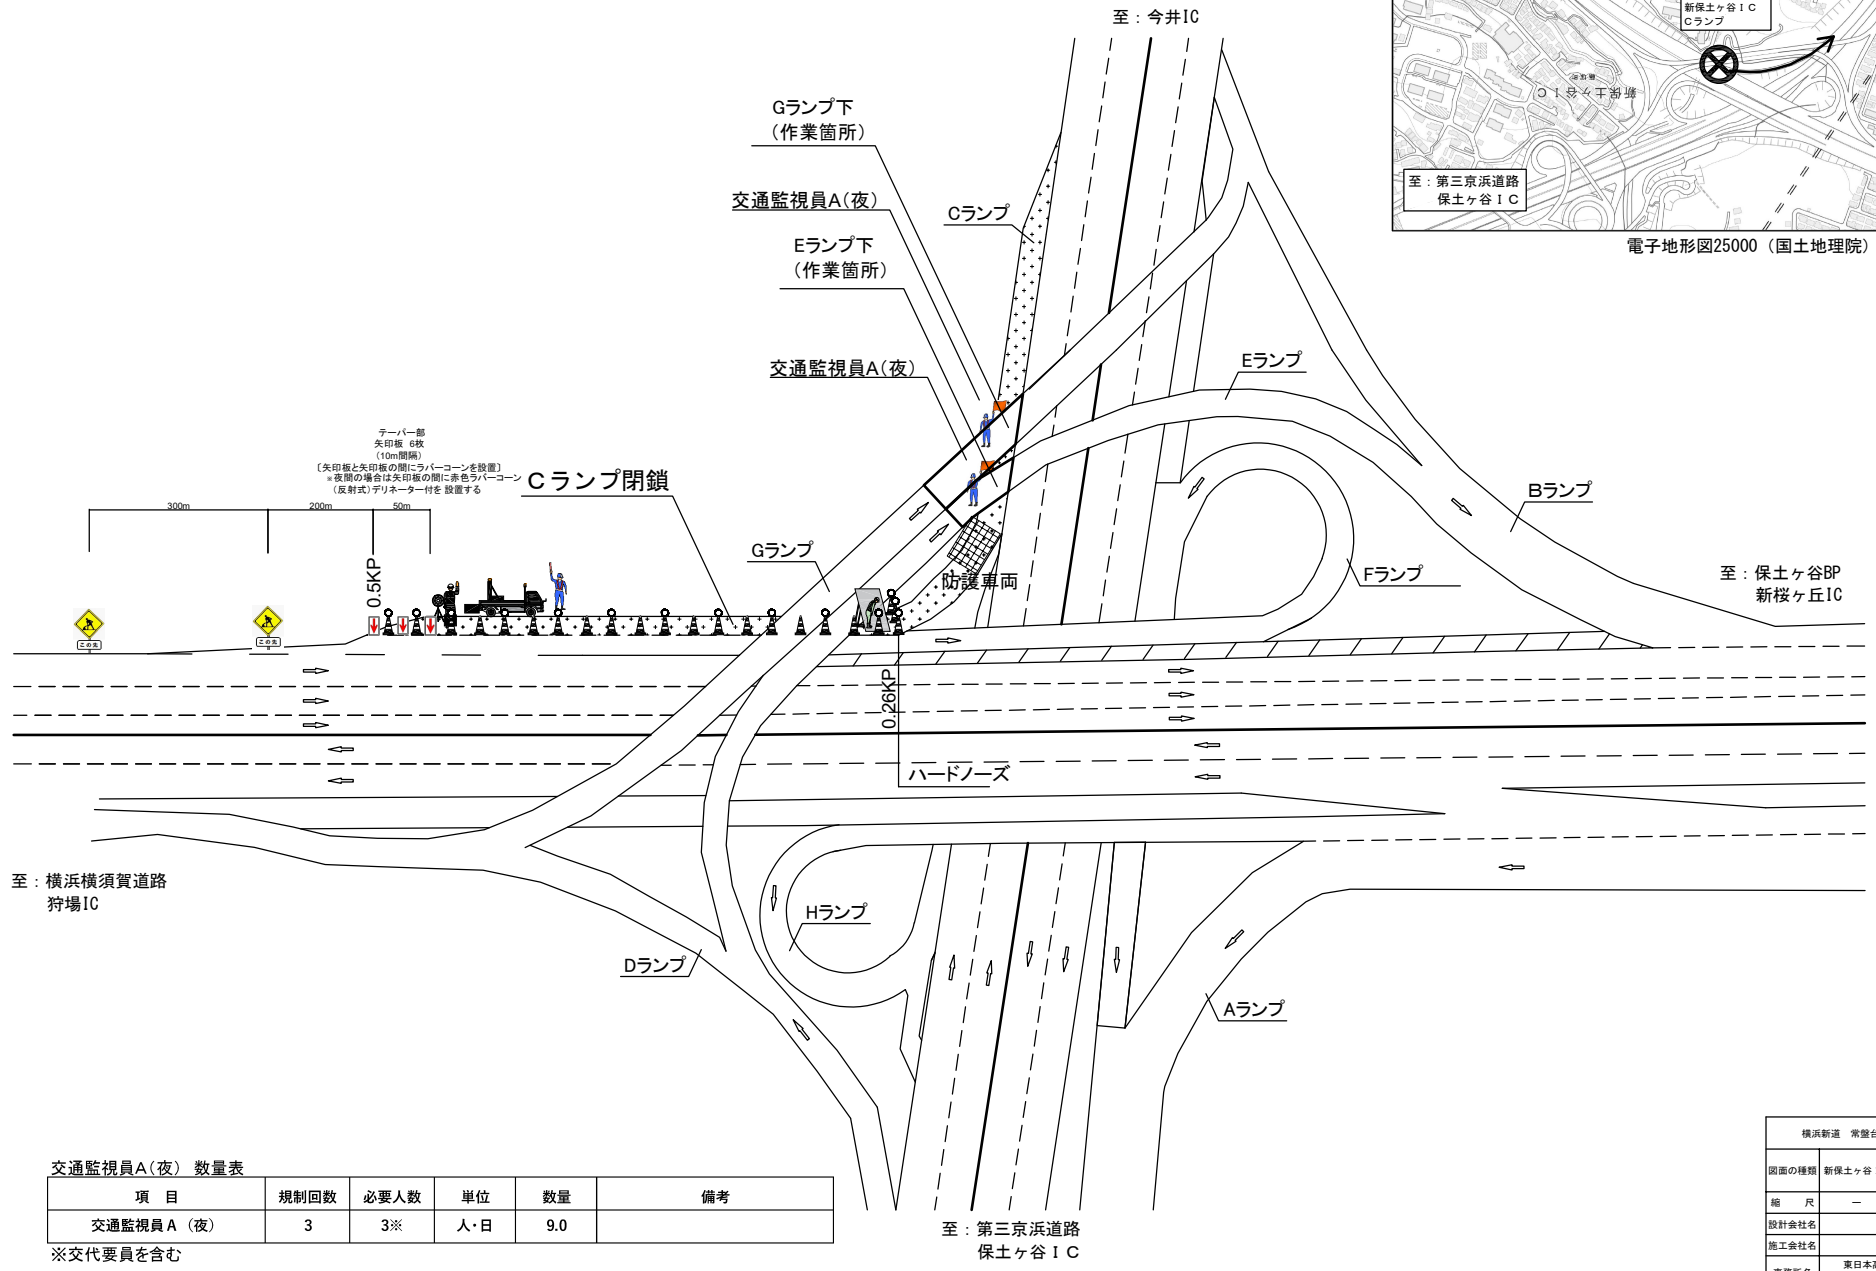 至：今井IC
新保土ヶ谷ＩＣ
Cランプ
新保土ヶ谷ＩＣ
至：第三京浜道路
保土ヶ谷ＩＣ
電子地形図25000（国土地理院）
Gランプ下
（作業箇所）
交通監視員A(夜)
Cランプ
Eランプ下
（作業箇所）
交通監視員A(夜)
Eランプ
テーパー部
矢印板 6枚
(10m間隔)
〔矢印板と矢印板の間にラバーコーンを設置〕
※夜間の場合は矢印板の間に赤色ラバーコーン
（反射式）デリネーター付を 設置する
Ｃランプ閉鎖
300m
200m
50m
Bランプ
Gランプ
0.5KP
防護車両
Fランプ
至：保土ヶ谷BP
新桜ヶ丘IC
この先
この先
0.26KP
ハードノーズ
至：横浜横須賀道路
狩場IC
Hランプ
Dランプ
Aランプ
交通監視員A(夜) 数量表
項 目 規制回数 必要人数 単位 数量 備考
交通監視員Ａ（夜） 3 3※ 人・日 9.0
※交代要員を含む
至：第三京浜道路
保土ヶ谷ＩＣ
横浜新道 常盤台
図面の種類 新保土ヶ谷
縮 尺 －
設計会社名
施工会社名